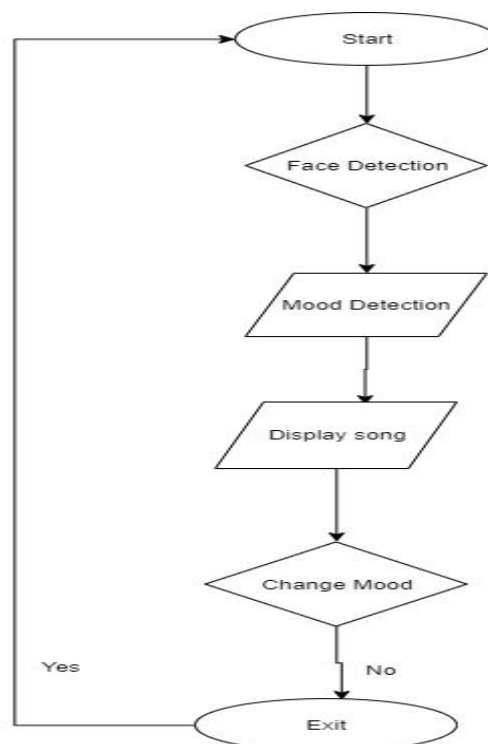 Start
Face Detection
Mood Detection
Display song
Change Mood
Yes
No
Exit